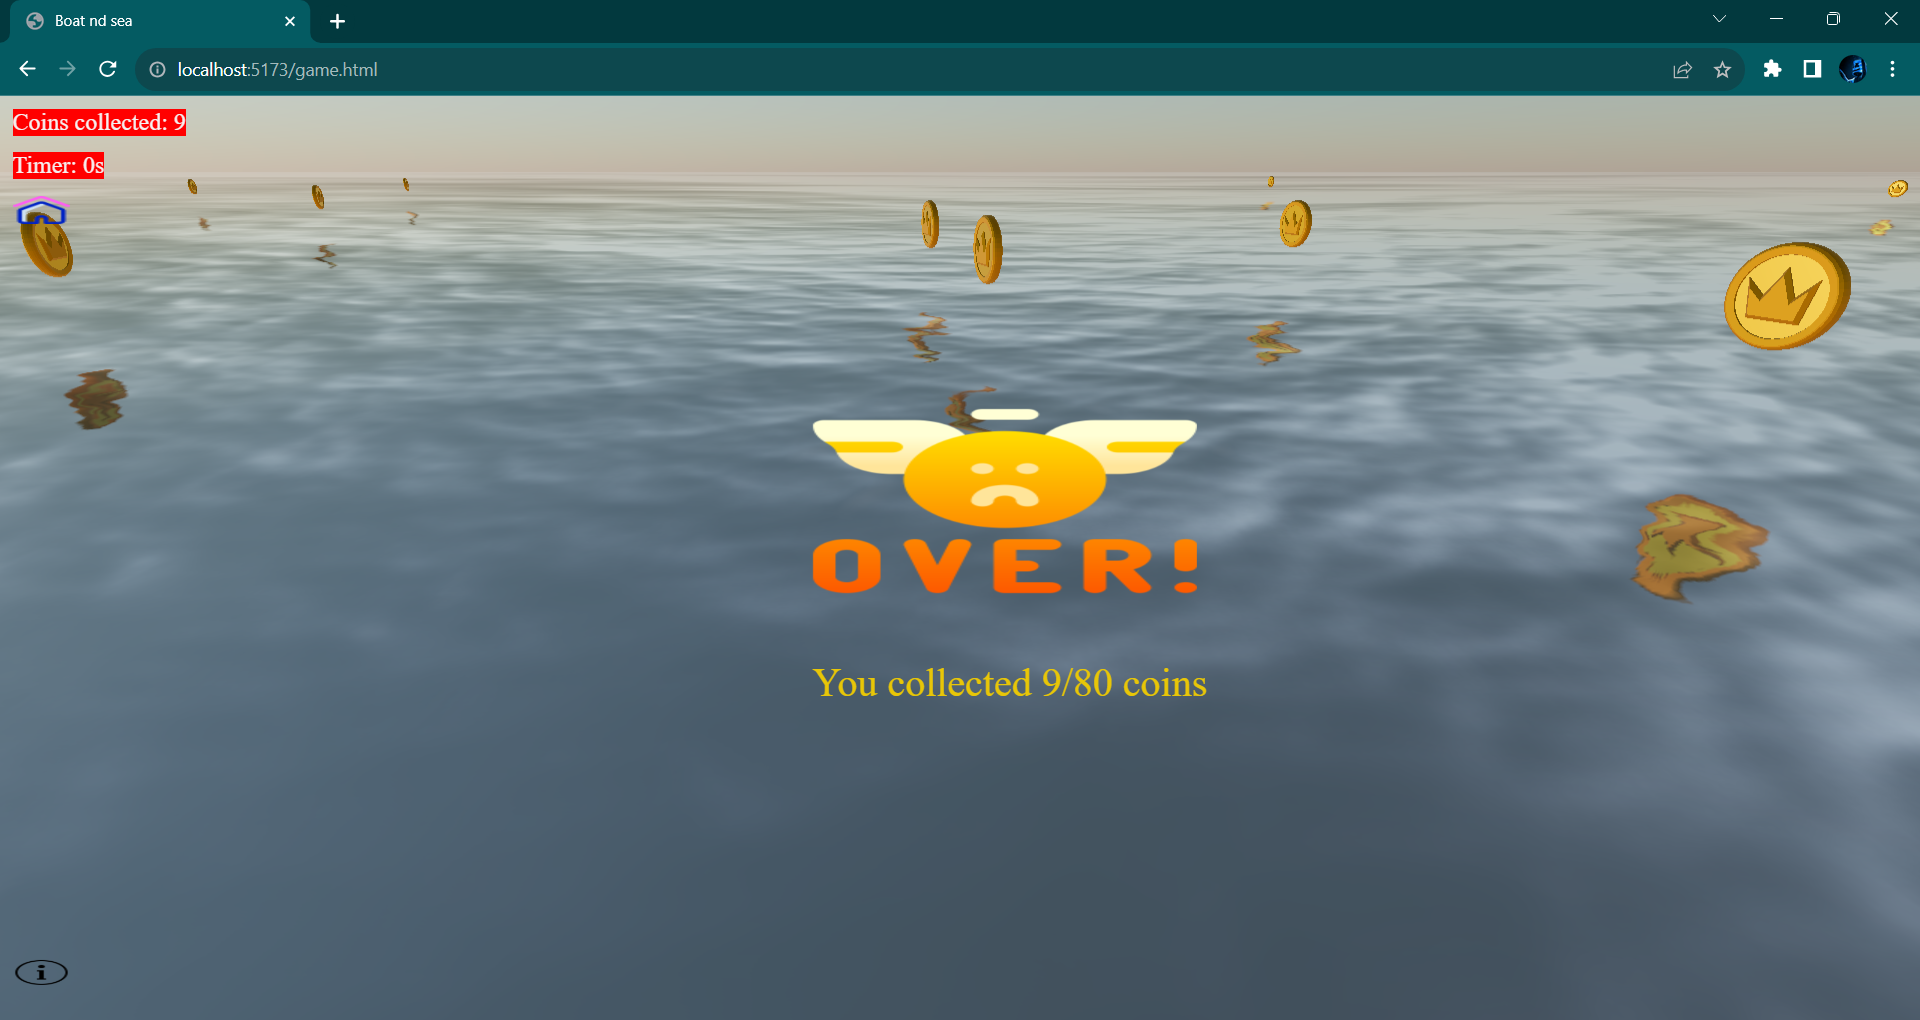 Boat nd sea
localhost:5173/game.html
Coins collected: 9
Timer: 0s
OVER!
You collected 9/80 coins
i